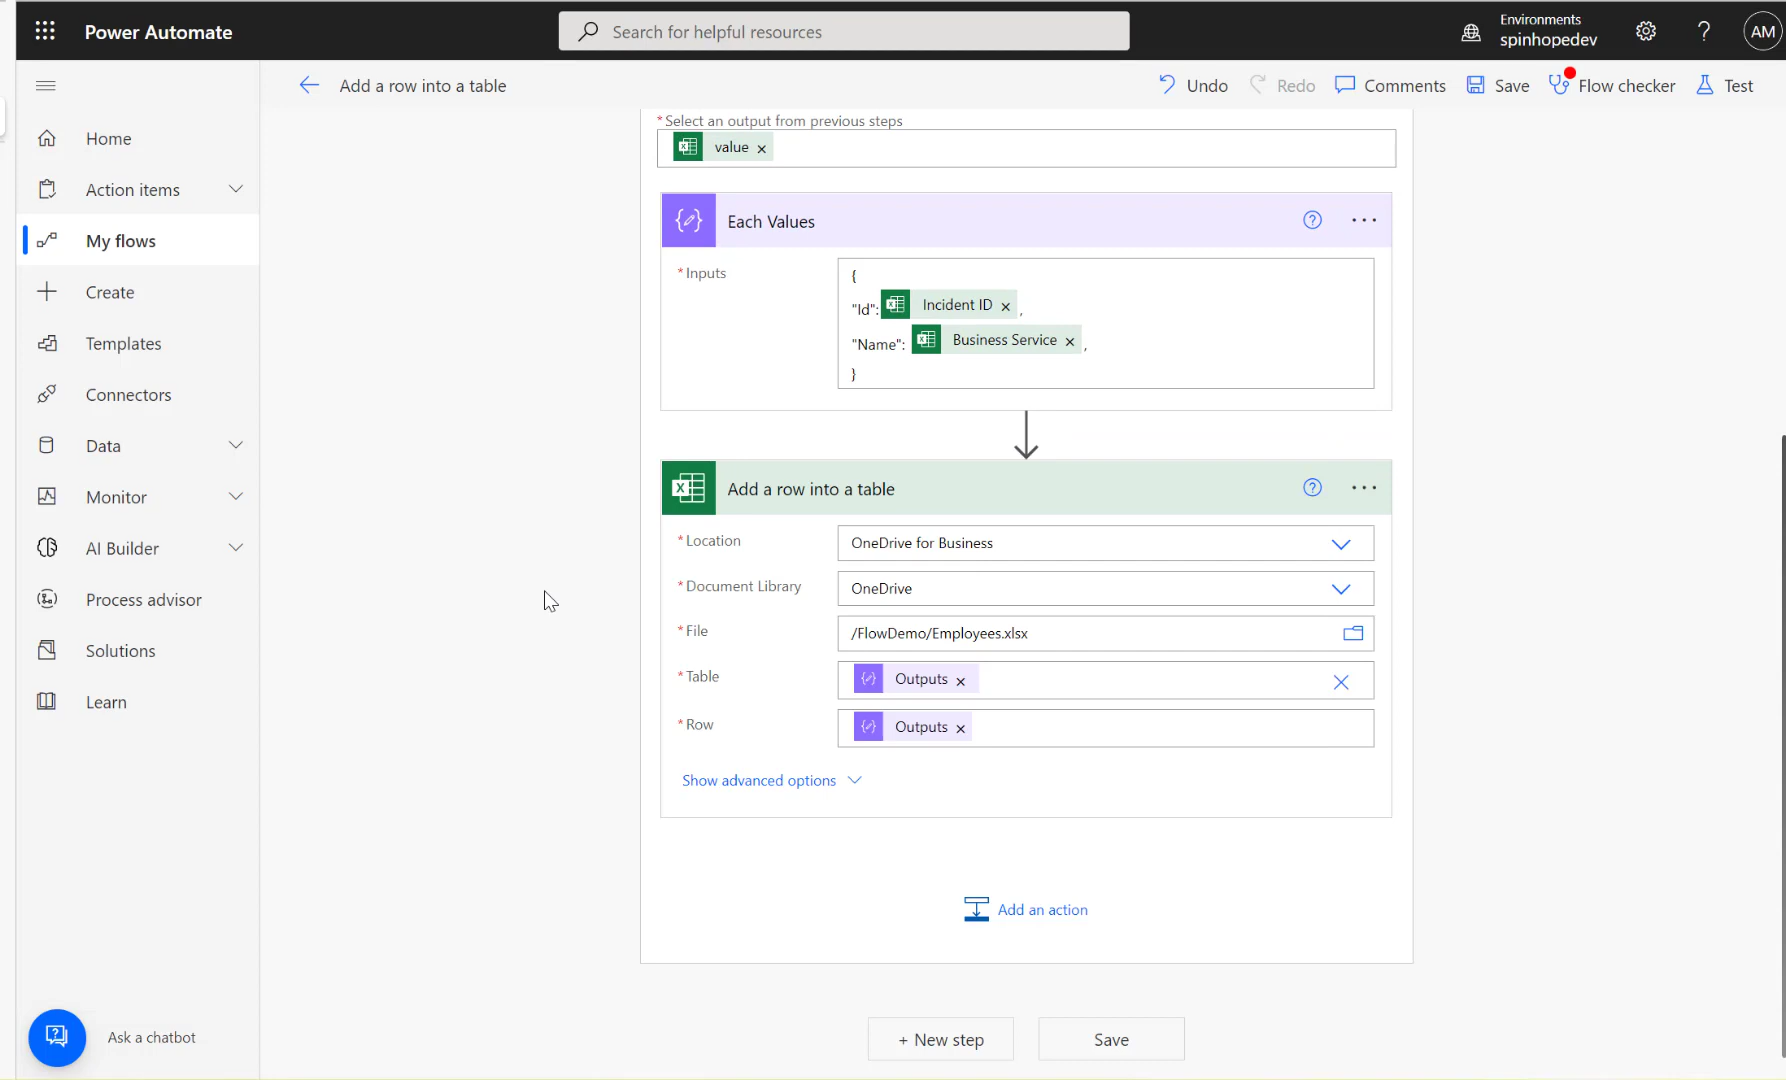 Power Automate
Search for helpful resources
Environments
spinhopedev
?
AM
Add a row into a table
Undo
Redo
Comments
Save
Flow checker
Test
Home
Action items
My flows
Create
Templates
Connectors
Data
Monitor
AI Builder
Process advisor
Solutions
Learn
Ask a chatbot
* Select an output from previous steps
value ×
Each Values
* Inputs
{
"Id": Incident ID × ,
"Name": Business Service × ,
}
Add a row into a table
* Location
OneDrive for Business
* Document Library
OneDrive
* File
/FlowDemo/Employees.xlsx
* Table
Outputs ×
* Row
Outputs ×
Show advanced options
Add an action
+ New step
Save